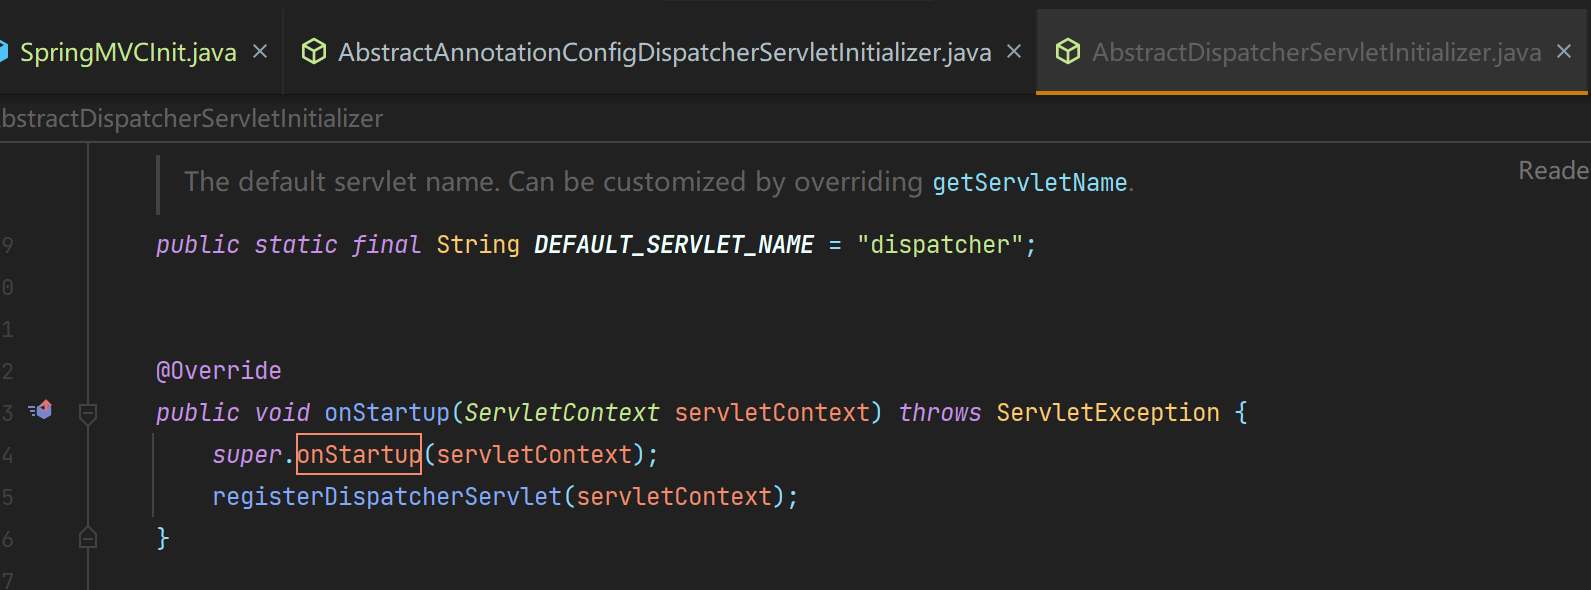 SpringMVCInit.java AbstractAnnotationConfigDispatcherServletInitializer.java AbstractDispatcherServletInitializer.java
bstractDispatcherServletInitializer
The default servlet name. Can be customized by overriding getServletName.
Reade
9 public static final String DEFAULT_SERVLET_NAME = "dispatcher";
0
1
2 @Override
3 public void onStartup(ServletContext servletContext) throws ServletException {
4 super.onStartup(servletContext);
5 registerDispatcherServlet(servletContext);
6 }
7